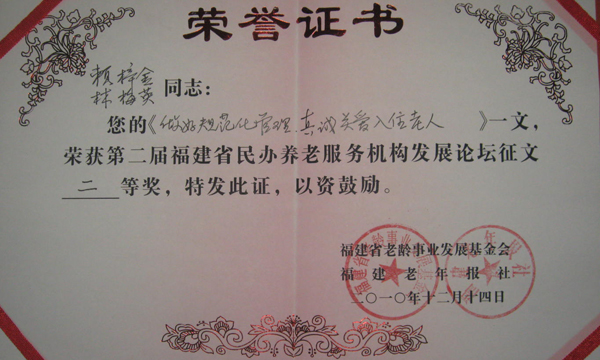 荣誉证书
赖梓金
林梅英 同志:
您的《做好规范化管理.真诚关爱入住老人》一文,
荣获第二届福建省民办养老服务机构发展论坛征文
二 等奖,特发此证,以资鼓励。
福建省老龄事业发展基金会
福建老年报社
二〇一〇年十二月十四日